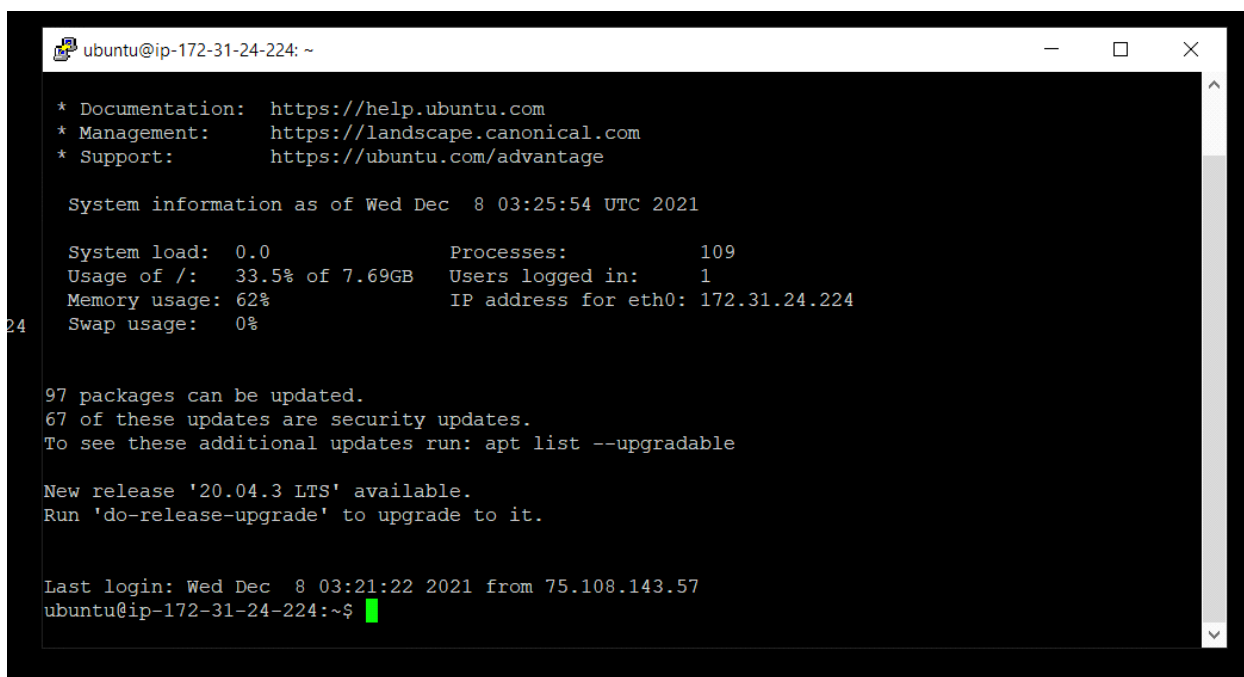 ubuntu@ip-172-31-24-224: ~
* Documentation:  https://help.ubuntu.com
* Management:     https://landscape.canonical.com
* Support:        https://ubuntu.com/advantage
System information as of Wed Dec  8 03:25:54 UTC 2021
System load:  0.0                Processes:           109
Usage of /:   33.5% of 7.69GB   Users logged in:     1
Memory usage: 62%                IP address for eth0: 172.31.24.224
24
Swap usage:   0%
97 packages can be updated.
67 of these updates are security updates.
To see these additional updates run: apt list --upgradable
New release '20.04.3 LTS' available.
Run 'do-release-upgrade' to upgrade to it.
Last login: Wed Dec  8 03:21:22 2021 from 75.108.143.57
ubuntu@ip-172-31-24-224:~$